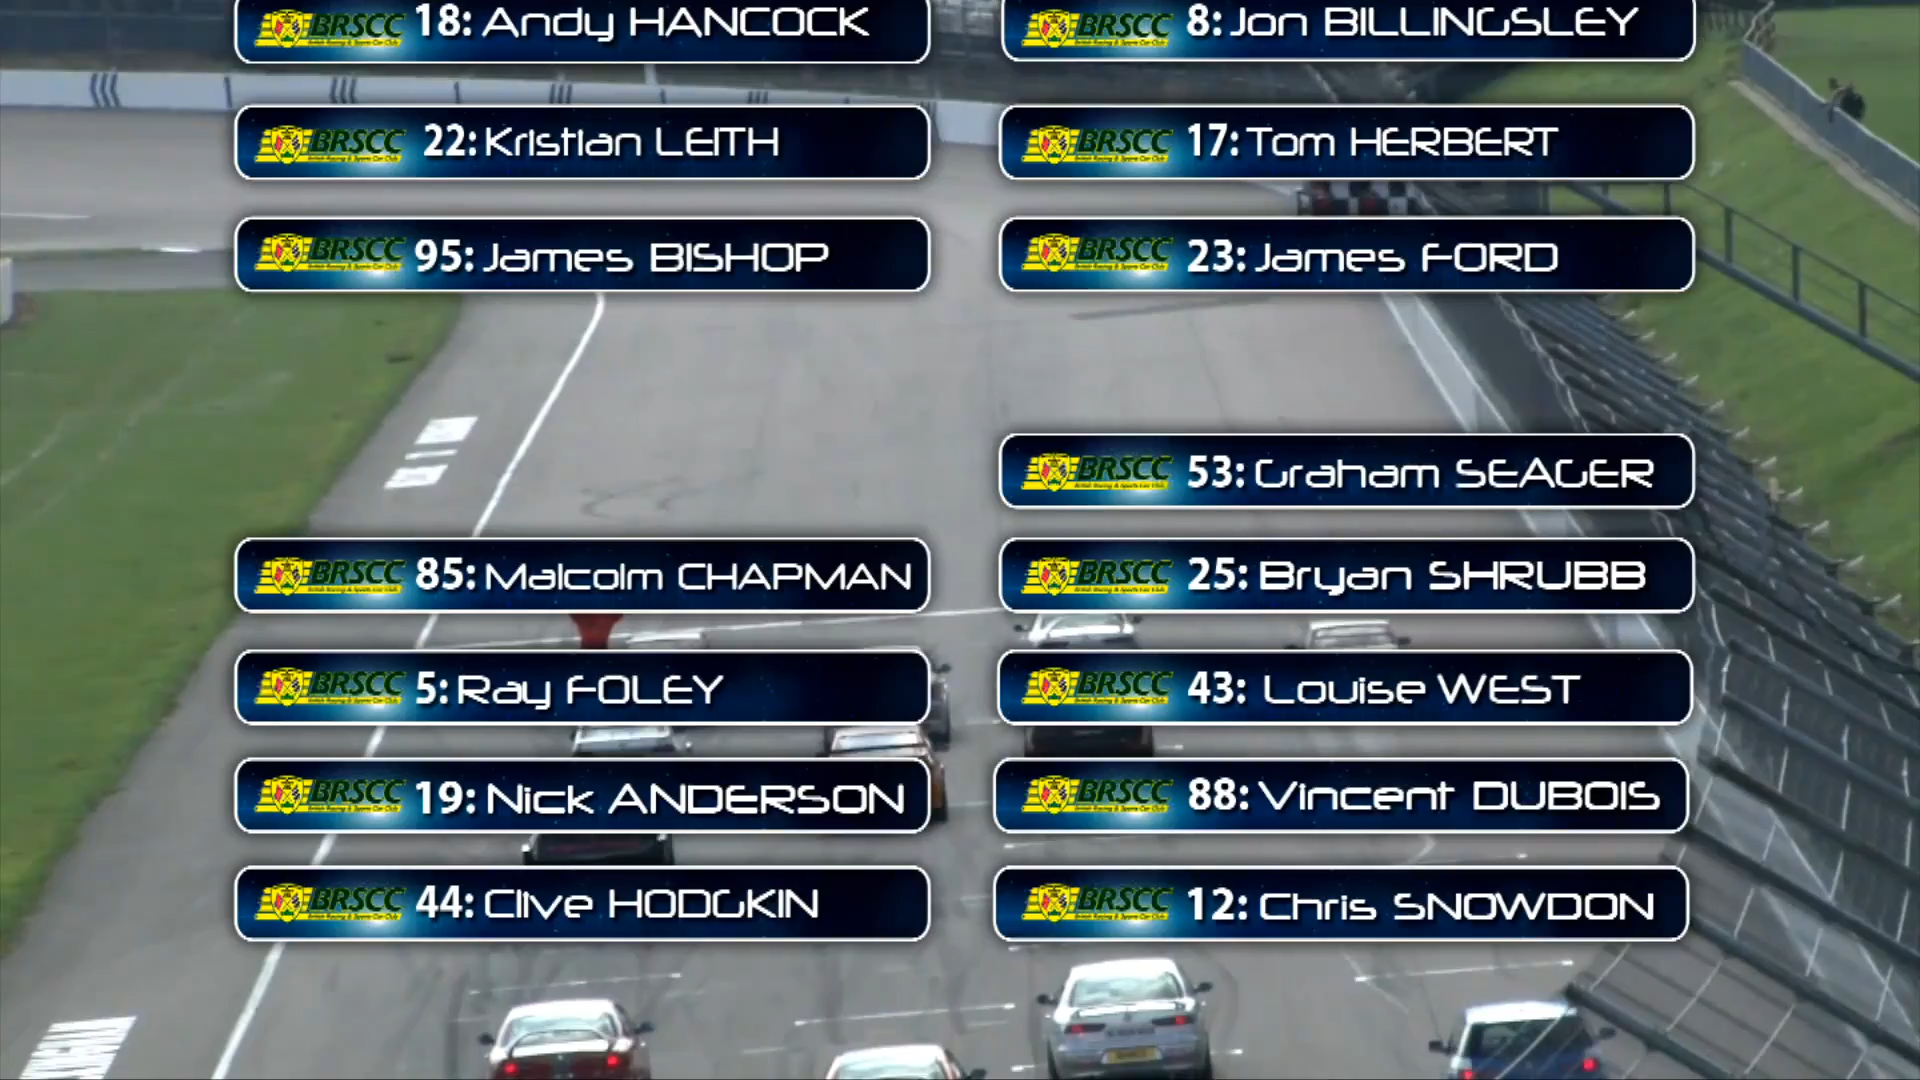 BRSCC 18: Andy HANCOCK
BRSCC 8: Jon BILLINGSLEY
BRSCC 22: Kristian LEITH
BRSCC 17: Tom HERBERT
BRSCC 95: James BISHOP
BRSCC 23: James FORD
BRSCC 53: Graham SEAGER
BRSCC 85: Malcolm CHAPMAN
BRSCC 25: Bryan SHRUBB
BRSCC 5: Ray FOLEY
BRSCC 43: Louise WEST
BRSCC 19: Nick ANDERSON
BRSCC 88: Vincent DUBOIS
BRSCC 44: Clive HODGKIN
BRSCC 12: Chris SNOWDON